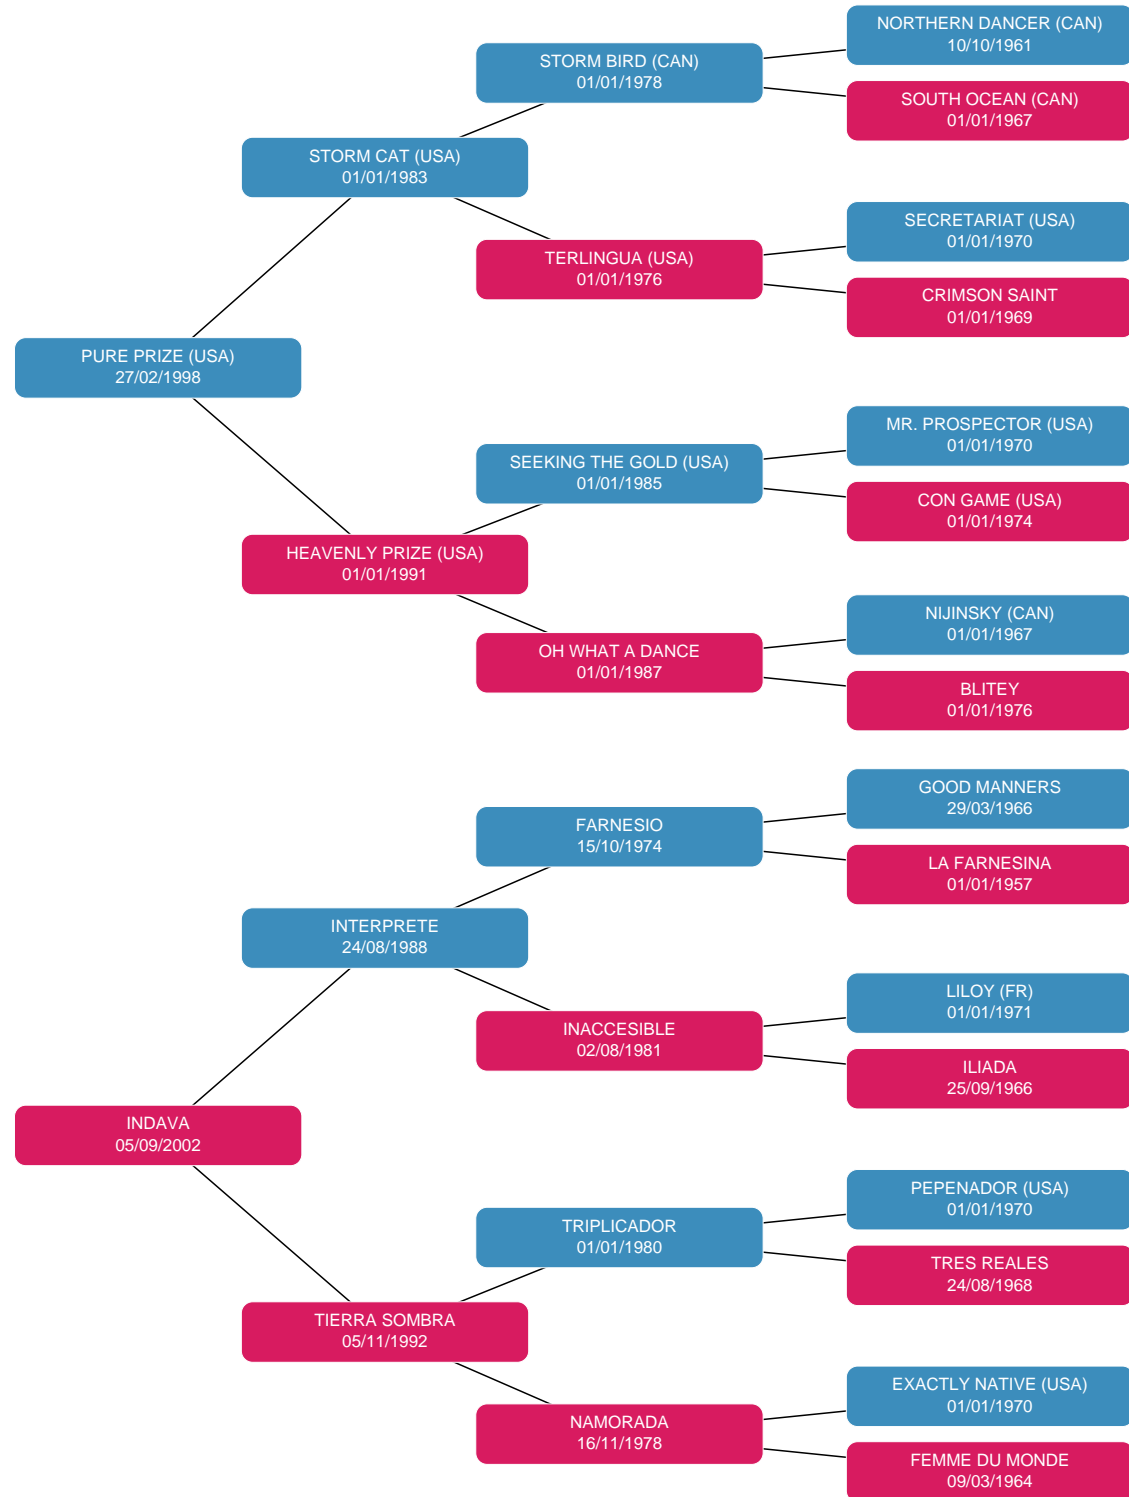 NORTHERN DANCER (CAN)
10/10/1961
STORM BIRD (CAN)
01/01/1978
SOUTH OCEAN (CAN)
01/01/1967
STORM CAT (USA)
01/01/1983
SECRETARIAT (USA)
01/01/1970
TERLINGUA (USA)
01/01/1976
CRIMSON SAINT
01/01/1969
PURE PRIZE (USA)
27/02/1998
MR. PROSPECTOR (USA)
01/01/1970
SEEKING THE GOLD (USA)
01/01/1985
CON GAME (USA)
01/01/1974
HEAVENLY PRIZE (USA)
01/01/1991
NIJINSKY (CAN)
01/01/1967
OH WHAT A DANCE
01/01/1987
BLITEY
01/01/1976
GOOD MANNERS
29/03/1966
FARNESIO
15/10/1974
LA FARNESINA
01/01/1957
INTERPRETE
24/08/1988
LILOY (FR)
01/01/1971
INACCESIBLE
02/08/1981
ILIADA
25/09/1966
INDAVA
05/09/2002
PEPENADOR (USA)
01/01/1970
TRIPLICADOR
01/01/1980
TRES REALES
24/08/1968
TIERRA SOMBRA
05/11/1992
EXACTLY NATIVE (USA)
01/01/1970
NAMORADA
16/11/1978
FEMME DU MONDE
09/03/1964